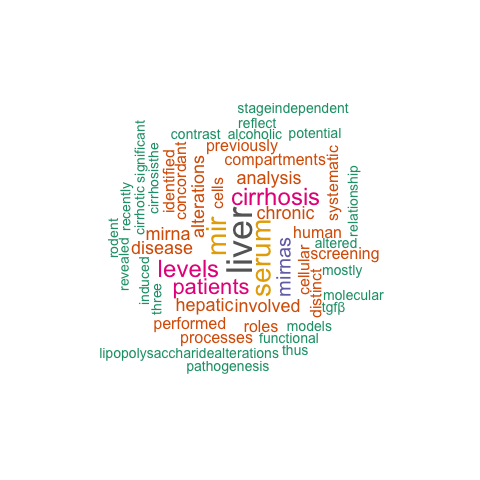 stageindependent
reflect
contrast
alcoholic
potential
previously
compartments
analysis
cirrhosis
chronic
human
altered
screening
mostly
molecular
tgfβ
models
functional
thus
pathogenesis
lipopolysaccharidealterations
processes
roles
performed
hepatic
involved
patients
levels
disease
mirna
liver
serum
mir
mimas
cellular
distinct
systematic
relationship
cells
alterations
concordant
identified
cirrhosisthe
significant
cirrhotic
recently
revealed
rodent
induced
three